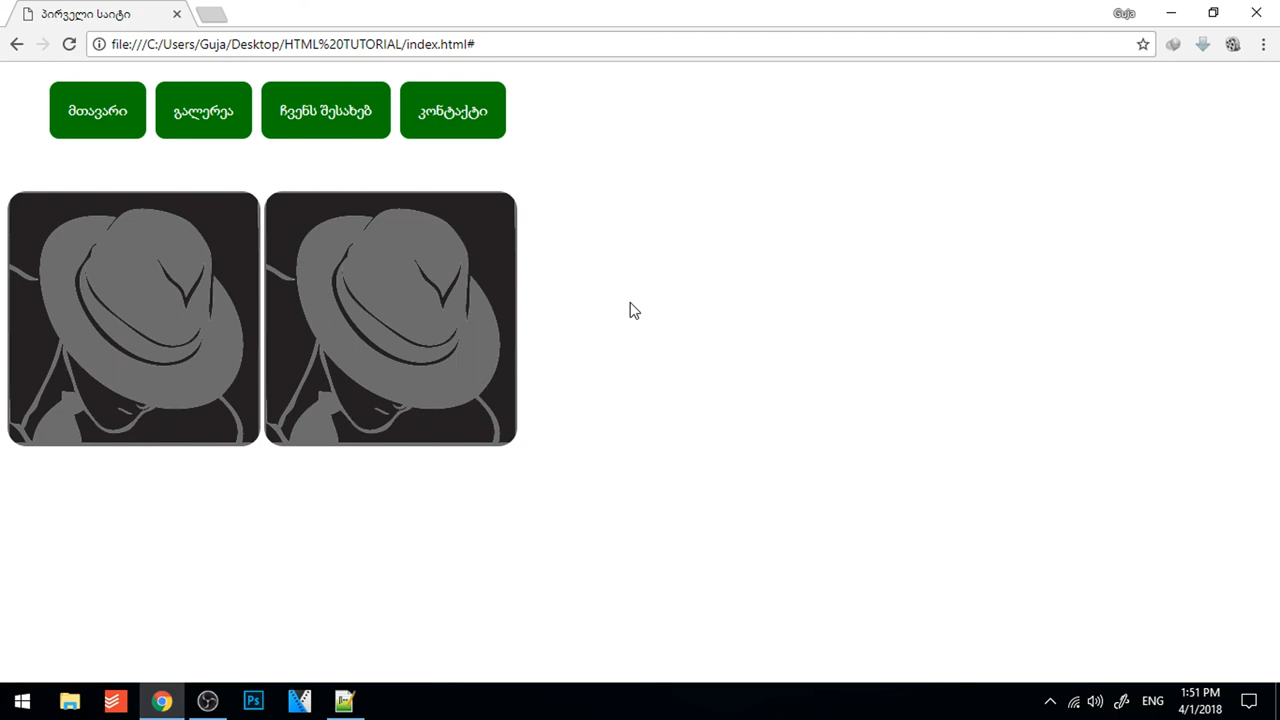 პირველი საიტი
Guja
file:///C:/Users/Guja/Desktop/HTML%20TUTORIAL/index.html#
მთავარი
გალერეა
ჩვენს შესახებ
კონტაქტი
Ps
ENG
1:51 PM
4/1/2018